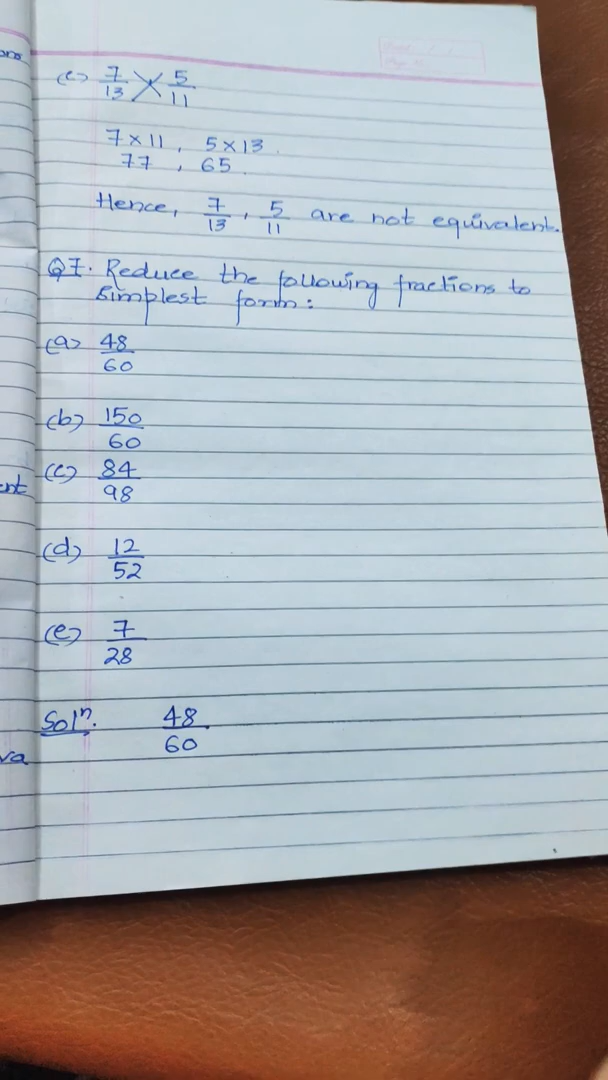 (c) 7/13 × 5/11
7 × 11 , 5 × 13
77 , 65
Hence, 7/13 , 5/11 are not equivalent.
Q7. Reduce the following fractions to
simplest form:
(a) 48/60
(b) 150/60
(c) 84/98
(d) 12/52
(e) 7/28
Solⁿ. 48/60